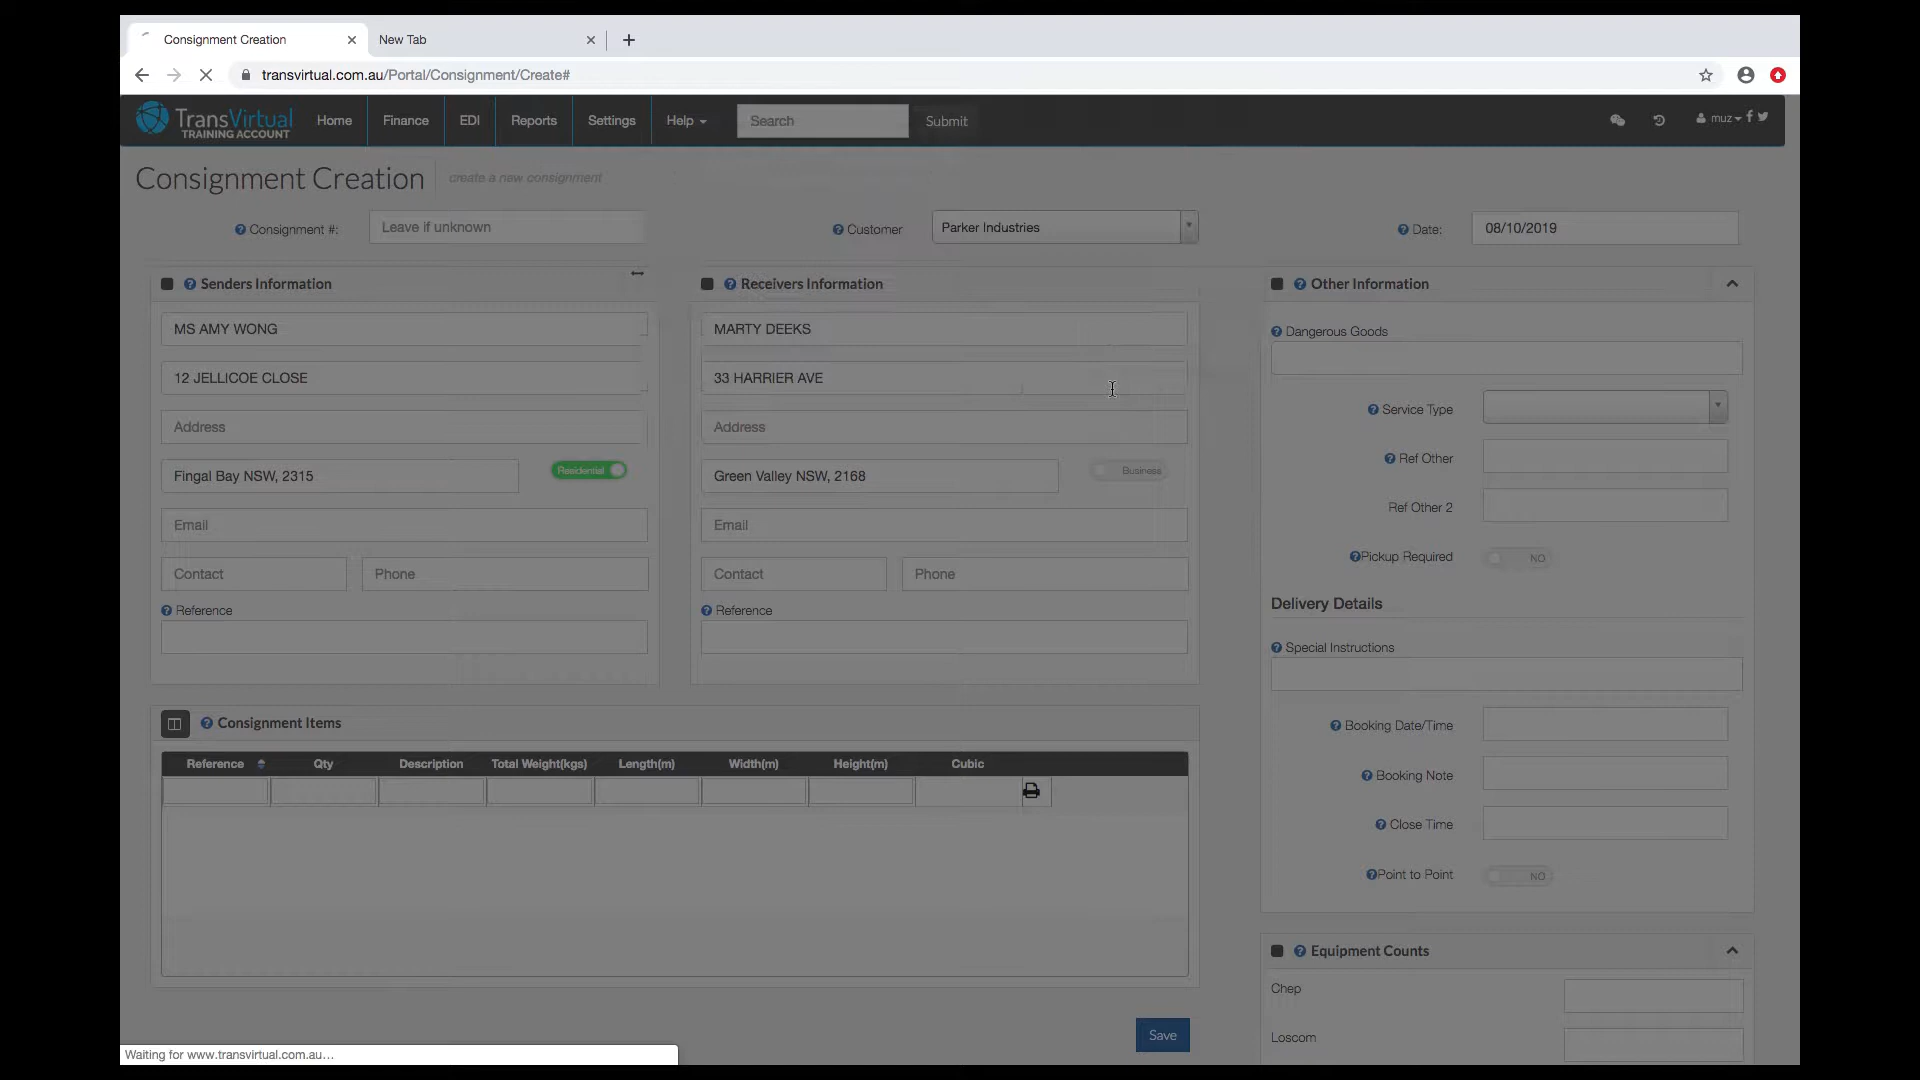 Consignment Creation
New Tab
transvirtual.com.au/Portal/Consignment/Create#
TransVirtual
TRAINING ACCOUNT
Home
Finance
EDI
Reports
Settings
Help
Search
Submit
muz
Consignment Creation
create a new consignment
Consignment #:
Leave if unknown
Customer
Parker Industries
Date:
08/10/2019
Senders Information
Receivers Information
Other Information
MS AMY WONG
MARTY DEEKS
Dangerous Goods
12 JELLICOE CLOSE
33 HARRIER AVE
Service Type
Address
Address
Ref Other
Fingal Bay NSW, 2315
Residential
Green Valley NSW, 2168
Business
Ref Other 2
Email
Email
Pickup Required
NO
Contact
Phone
Contact
Phone
Delivery Details
Reference
Reference
Special Instructions
Consignment Items
Booking Date/Time
Reference
Qty
Description
Total Weight(kgs)
Length(m)
Width(m)
Height(m)
Cubic
Booking Note
Close Time
Point to Point
NO
Equipment Counts
Chep
Loscom
Save
Waiting for www.transvirtual.com.au...